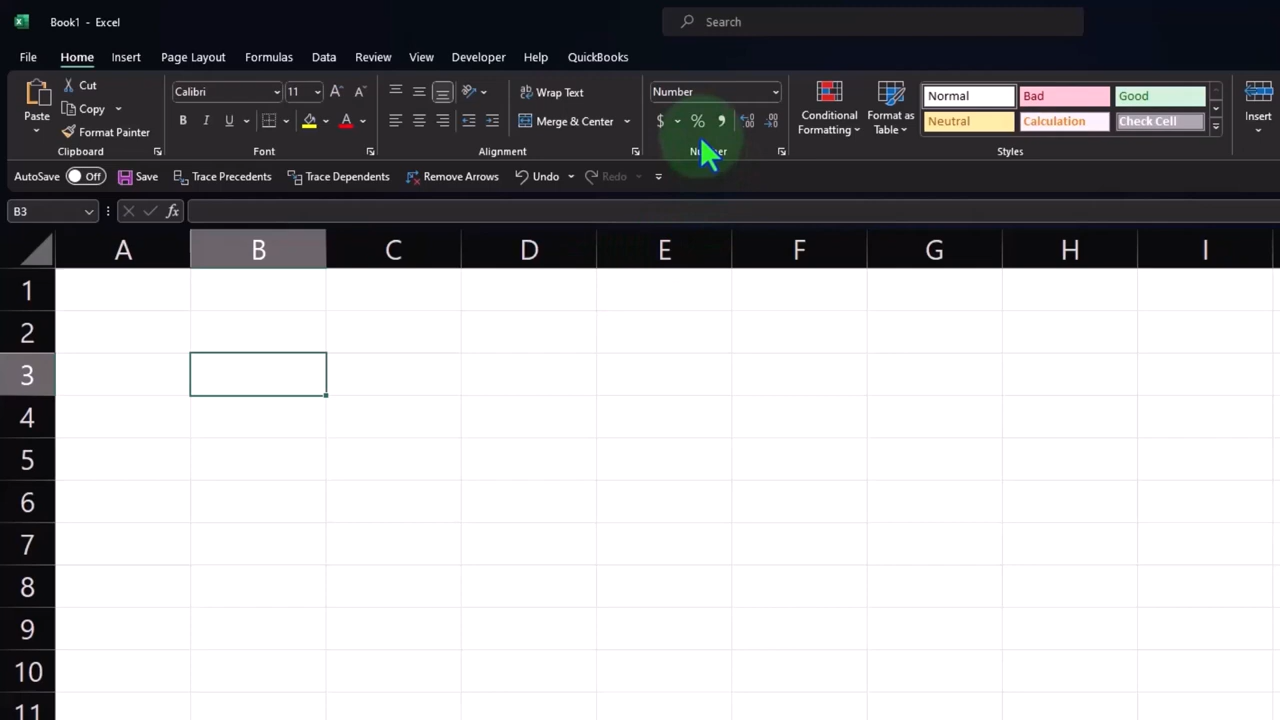 Book1 - Excel
Search
File Home Insert Page Layout Formulas Data Review View Developer Help QuickBooks
Paste
Cut
Copy
Format Painter
Clipboard
Calibri 11
B I U A
Font
Wrap Text
Merge & Center
Alignment
Number
$ % ,
Conditional Formatting
Format as Table
Normal Bad Good
Neutral Calculation Check Cell
Styles
Insert
AutoSave Off Save Trace Precedents Trace Dependents Remove Arrows Undo Redo
B3 fx
A B C D E F G H I
1
2
3
4
5
6
7
8
9
10
11